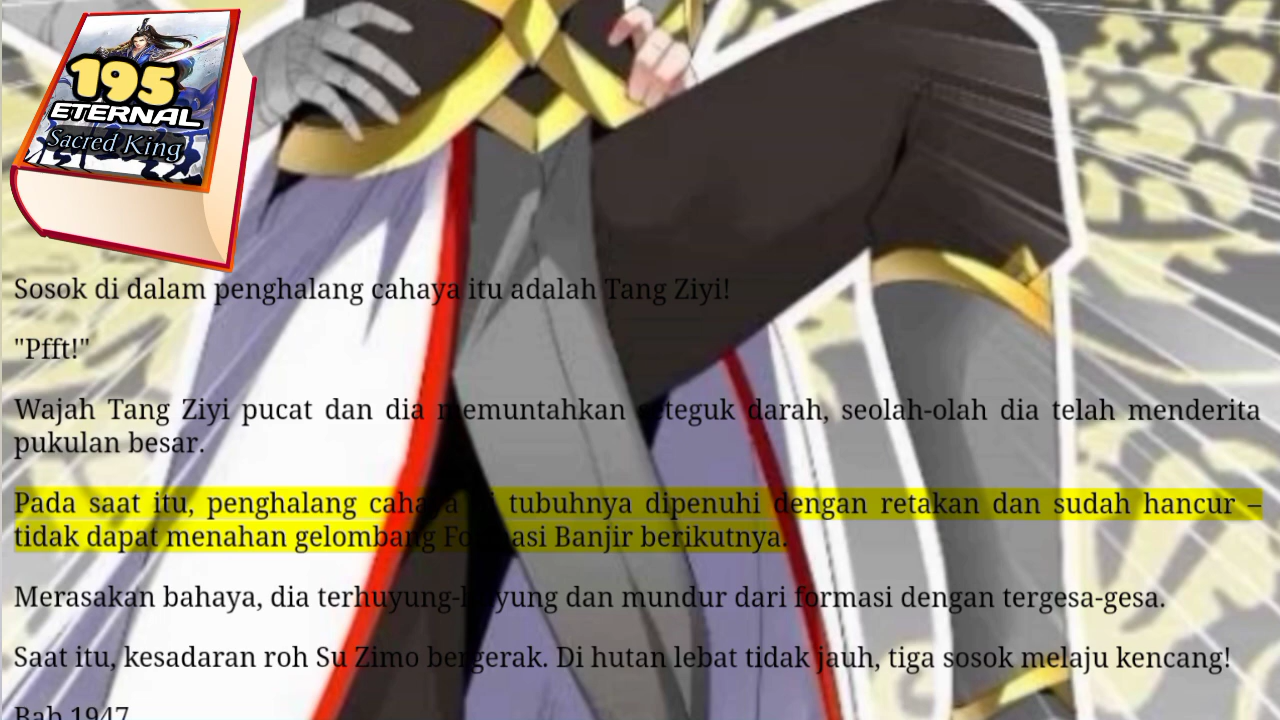 195
ETERNAL
Sacred King
Sosok di dalam penghalang cahaya itu adalah Tang Ziyi!
"Pfft!"
Wajah Tang Ziyi pucat dan dia memuntahkan seteguk darah, seolah-olah dia telah menderita
pukulan besar.
Pada saat itu, penghalang cahaya di tubuhnya dipenuhi dengan retakan dan sudah hancur –
tidak dapat menahan gelombang Formasi Banjir berikutnya.
Merasakan bahaya, dia terhuyung-huyung dan mundur dari formasi dengan tergesa-gesa.
Saat itu, kesadaran roh Su Zimo bergerak. Di hutan lebat tidak jauh, tiga sosok melaju kencang!
Bab 1947